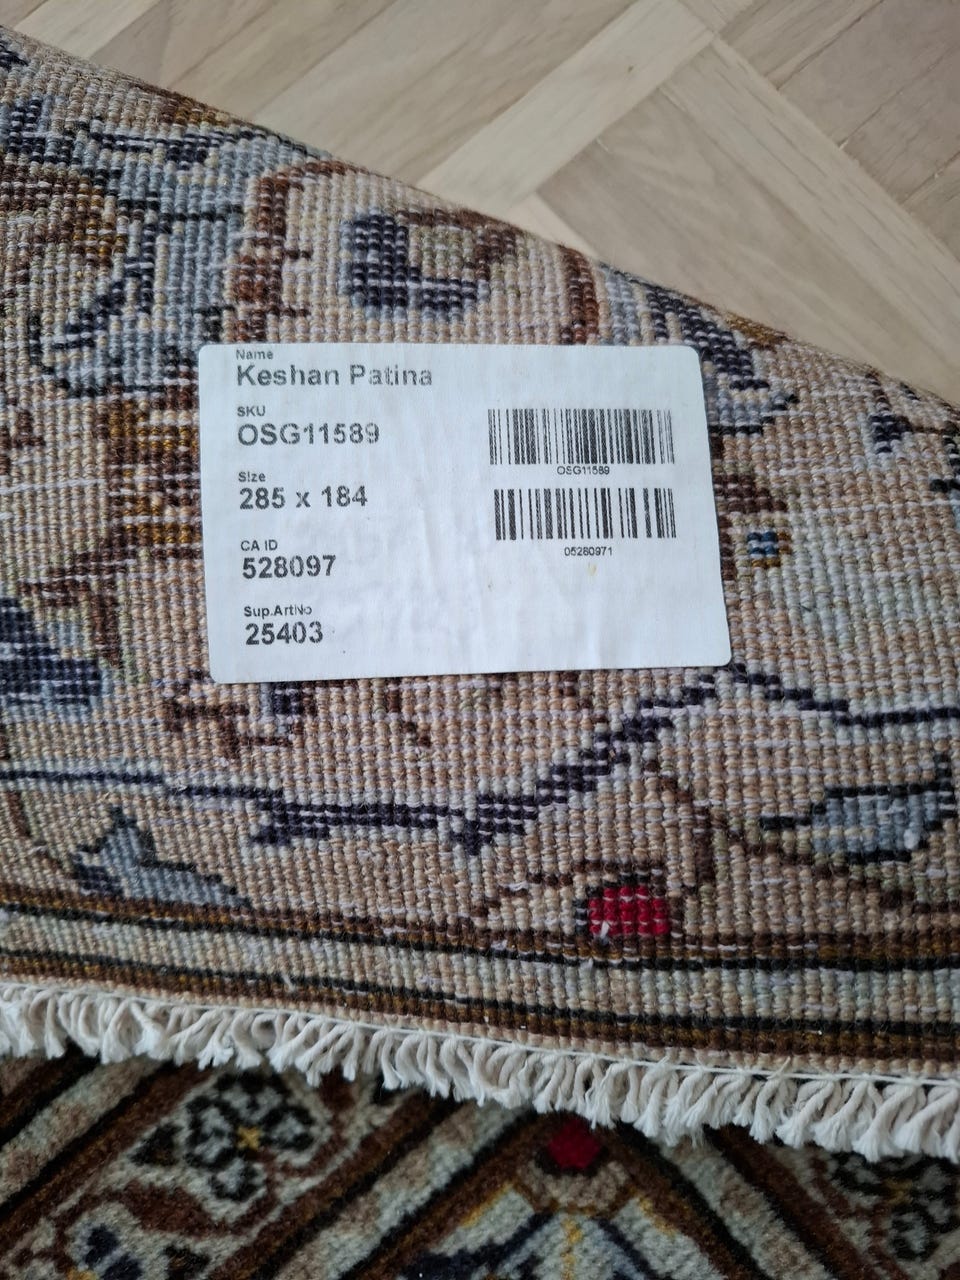 Name
Keshan Patina
SKU
OSG11589
OSG11589
Size
285 x 184
05280971
CA ID
528097
Sup.ArtNo
25403